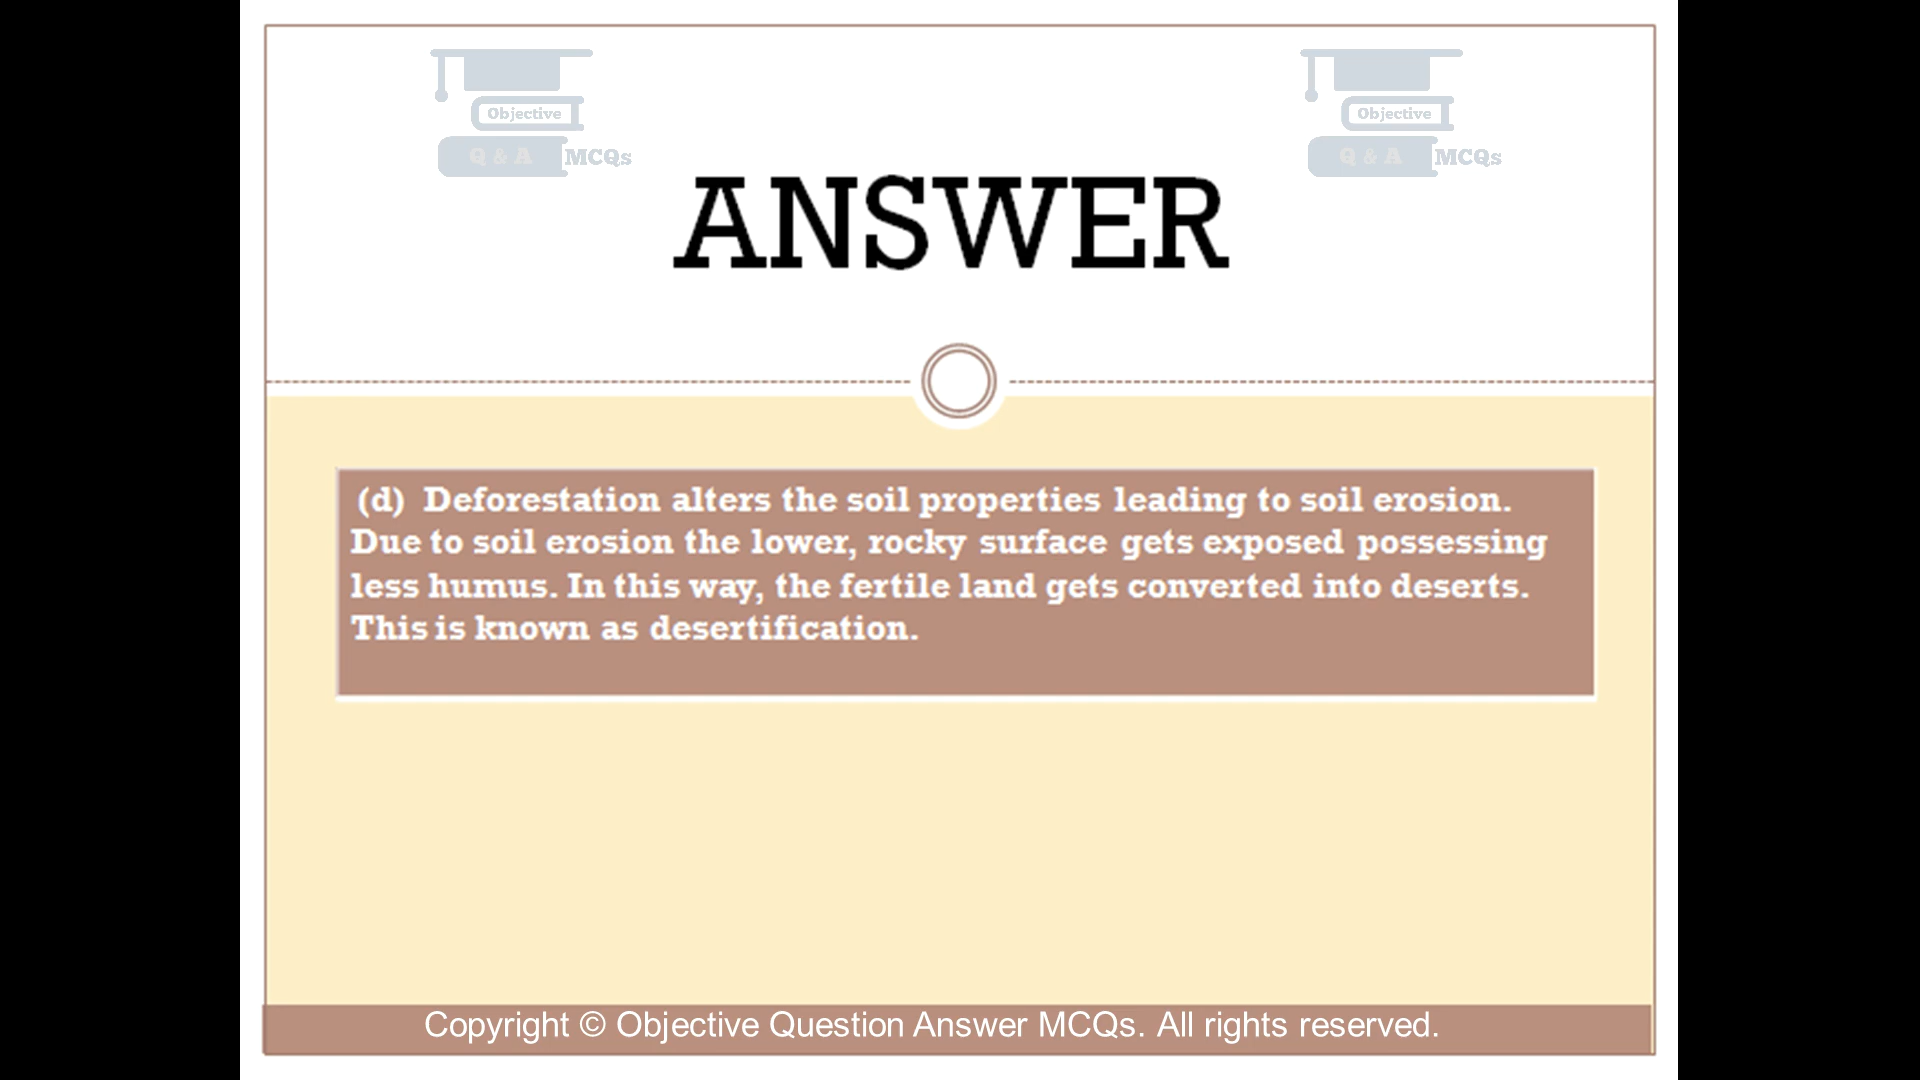 Objective
Q & A MCQs
Objective
Q & A MCQs
ANSWER
(d) Deforestation alters the soil properties leading to soil erosion.
Due to soil erosion the lower, rocky surface gets exposed possessing
less humus. In this way, the fertile land gets converted into deserts.
This is known as desertification.
Copyright © Objective Question Answer MCQs. All rights reserved.